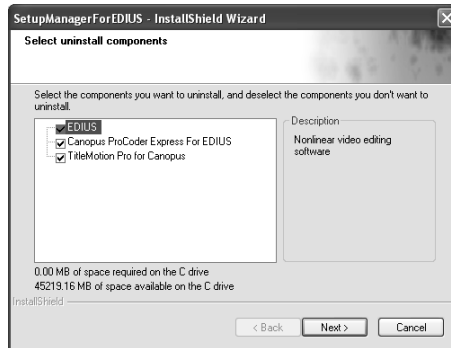 SetupManagerForEDIUS - InstallShield Wizard
Select uninstall components
Select the components you want to uninstall, and deselect the components you don't want to
uninstall.
EDIUS
Canopus ProCoder Express For EDIUS
TitleMotion Pro for Canopus
Description
Nonlinear video editing
software
0.00 MB of space required on the C drive
45219.16 MB of space available on the C drive
InstallShield
< Back
Next >
Cancel